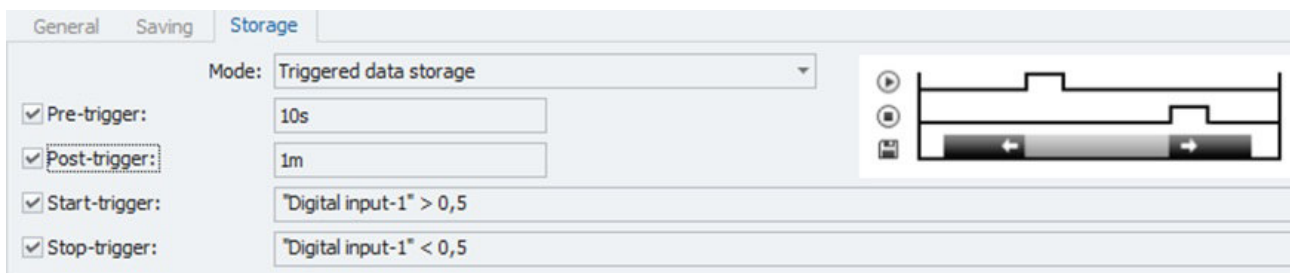 General Saving Storage
Mode: Triggered data storage
Pre-trigger: 10s
Post-trigger: 1m
Start-trigger: "Digital input-1" > 0,5
Stop-trigger: "Digital input-1" < 0,5